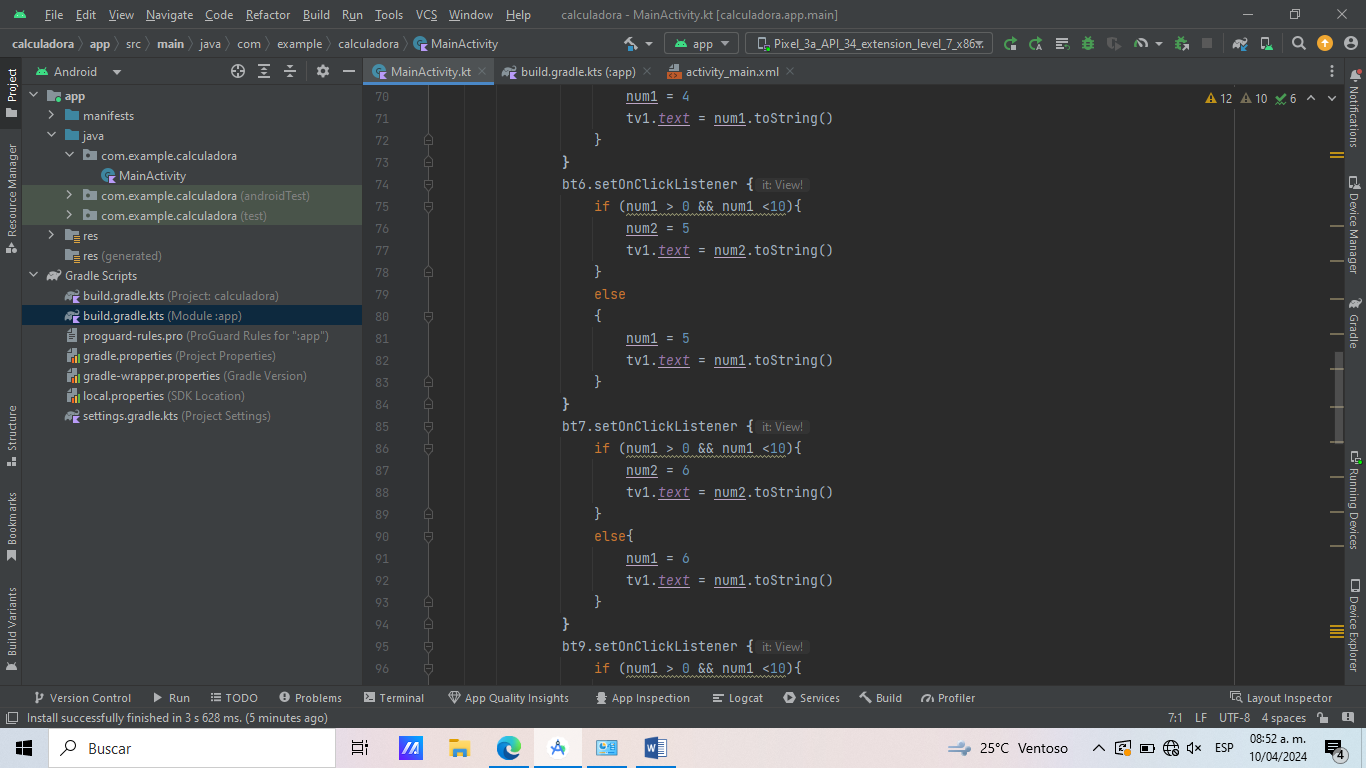 File Edit View Navigate Code Refactor Build Run Tools VCS Window Help calculadora - MainActivity.kt [calculadora.app.main]
calculadora app src main java com example calculadora MainActivity app Pixel_3a_API_34_extension_level_7_x86
Android MainActivity.kt build.gradle.kts (:app) activity_main.xml
Project
Resource Manager
Structure
Bookmarks
Build Variants
app
manifests
java
com.example.calculadora
MainActivity
com.example.calculadora (androidTest)
com.example.calculadora (test)
res
res (generated)
Gradle Scripts
build.gradle.kts (Project: calculadora)
build.gradle.kts (Module :app)
proguard-rules.pro (ProGuard Rules for ":app")
gradle.properties (Project Properties)
gradle-wrapper.properties (Gradle Version)
local.properties (SDK Location)
settings.gradle.kts (Project Settings)
12 10 6
70 num1 = 4
71 tv1.text = num1.toString()
72 }
73 }
74 bt6.setOnClickListener { it: View!
75 if (num1 > 0 && num1 <10){
76 num2 = 5
77 tv1.text = num2.toString()
78 }
79 else
80 {
81 num1 = 5
82 tv1.text = num1.toString()
83 }
84 }
85 bt7.setOnClickListener { it: View!
86 if (num1 > 0 && num1 <10){
87 num2 = 6
88 tv1.text = num2.toString()
89 }
90 else{
91 num1 = 6
92 tv1.text = num1.toString()
93 }
94 }
95 bt9.setOnClickListener { it: View!
96 if (num1 > 0 && num1 <10){
Notifications
Device Manager
Gradle
Running Devices
Device Explorer
Version Control Run TODO Problems Terminal App Quality Insights App Inspection Logcat Services Build Profiler Layout Inspector
Install successfully finished in 3 s 628 ms. (5 minutes ago) 7:1 LF UTF-8 4 spaces
Buscar 25°C Ventoso ESP 08:52 a. m.
10/04/2024 4